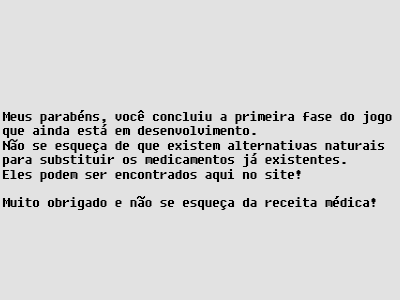 Meus parabéns, você concluiu a primeira fase do jogo
que ainda está em desenvolvimento.
Não se esqueça de que existem alternativas naturais
para substituir os medicamentos já existentes.
Eles podem ser encontrados aqui no site!
Muito obrigado e não se esqueça da receita médica!